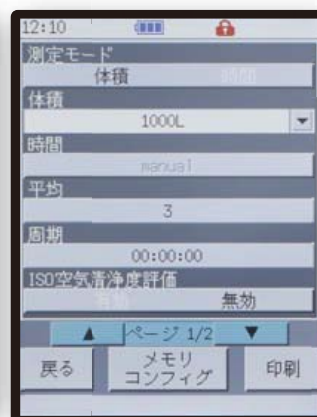 12:10
測定モード
体積 時間
体積
1000L
時間
manual
平均
3
周期
00:00:00
ISO空気清浄度評価
有効 無効
▲ ページ 1/2 ▼
戻る メモリ コンフィグ 印刷